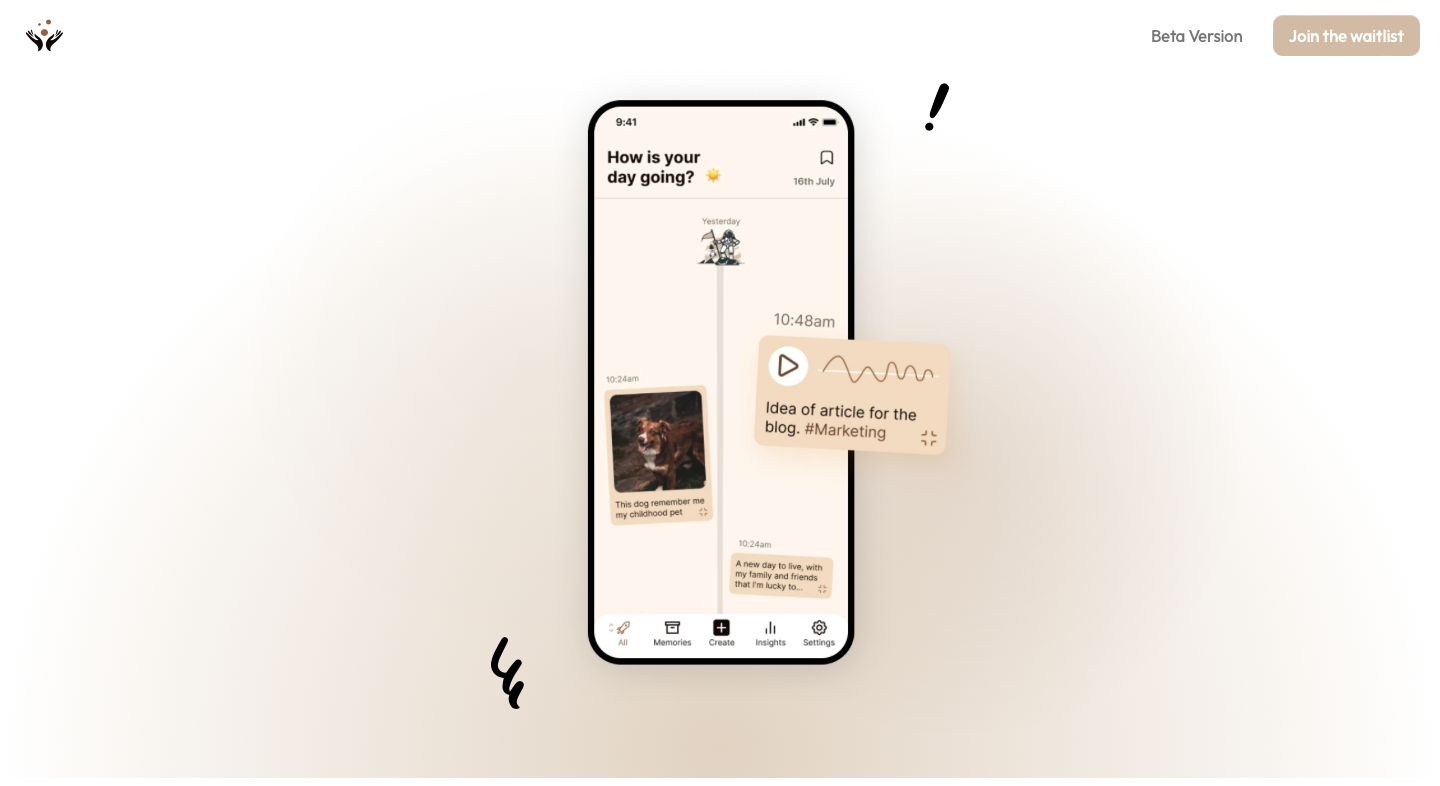 Beta Version
Join the waitlist
9:41
How is your
day going?
16th July
Yesterday
10:48am
Idea of article for the
blog. #Marketing
10:24am
This dog remember me
my childhood pet
10:24am
A new day to live, with
my family and friends
that I'm lucky to...
All
Memories
Create
Insights
Settings